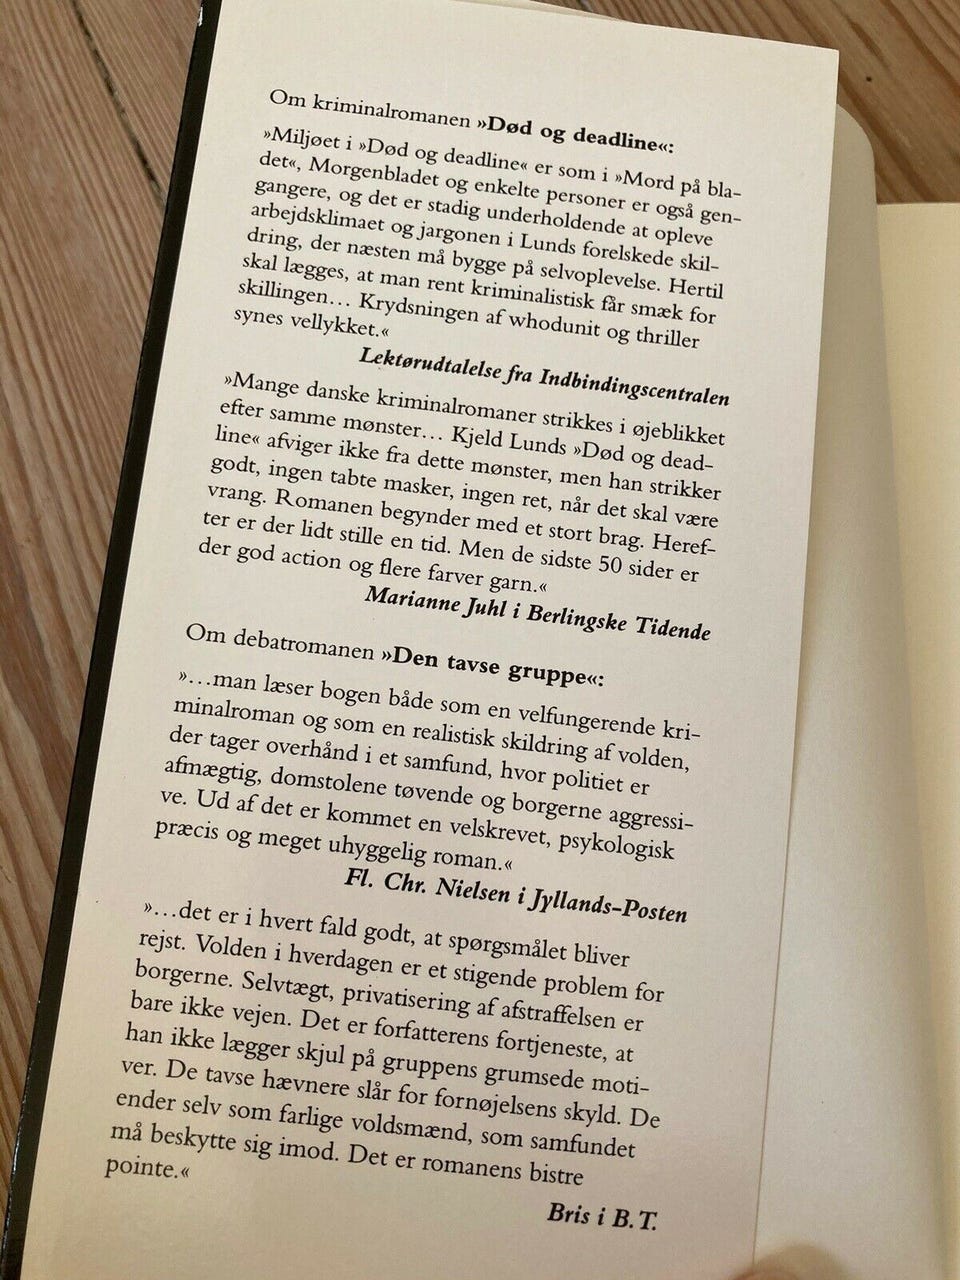 Om kriminalromanen »Død og deadline«:
»Miljøet i »Død og deadline« er som i »Mord på bla-
det«, Morgenbladet og enkelte personer er også gen-
gangere, og det er stadig underholdende at opleve
arbejdsklimaet og jargonen i Lunds forelskede skil-
dring, der næsten må bygge på selvoplevelse. Hertil
skal lægges, at man rent kriminalistisk får smæk for
skillingen… Krydsningen af whodunit og thriller
synes vellykket.«
Lektørudtalelse fra Indbindingscentralen
»Mange danske kriminalromaner strikkes i øjeblikket
efter samme mønster… Kjeld Lunds »Død og dead-
line« afviger ikke fra dette mønster, men han strikker
godt, ingen tabte masker, ingen ret, når det skal være
vrang. Romanen begynder med et stort brag. Heref-
ter er der lidt stille en tid. Men de sidste 50 sider er
der god action og flere farver garn.«
Marianne Juhl i Berlingske Tidende
Om debatromanen »Den tavse gruppe«:
»…man læser bogen både som en velfungerende kri-
minalroman og som en realistisk skildring af volden,
der tager overhånd i et samfund, hvor politiet er
afmægtig, domstolene tøvende og borgerne aggressi-
ve. Ud af det er kommet en velskrevet, psykologisk
præcis og meget uhyggelig roman.«
Fl. Chr. Nielsen i Jyllands-Posten
»…det er i hvert fald godt, at spørgsmålet bliver
rejst. Volden i hverdagen er et stigende problem for
borgerne. Selvtægt, privatisering af afstraffelsen er
bare ikke vejen. Det er forfatterens fortjeneste, at
han ikke lægger skjul på gruppens grumsede moti-
ver. De tavse hævnere slår for fornøjelsens skyld. De
ender selv som farlige voldsmænd, som samfundet
må beskytte sig imod. Det er romanens bistre
pointe.«
Bris i B.T.